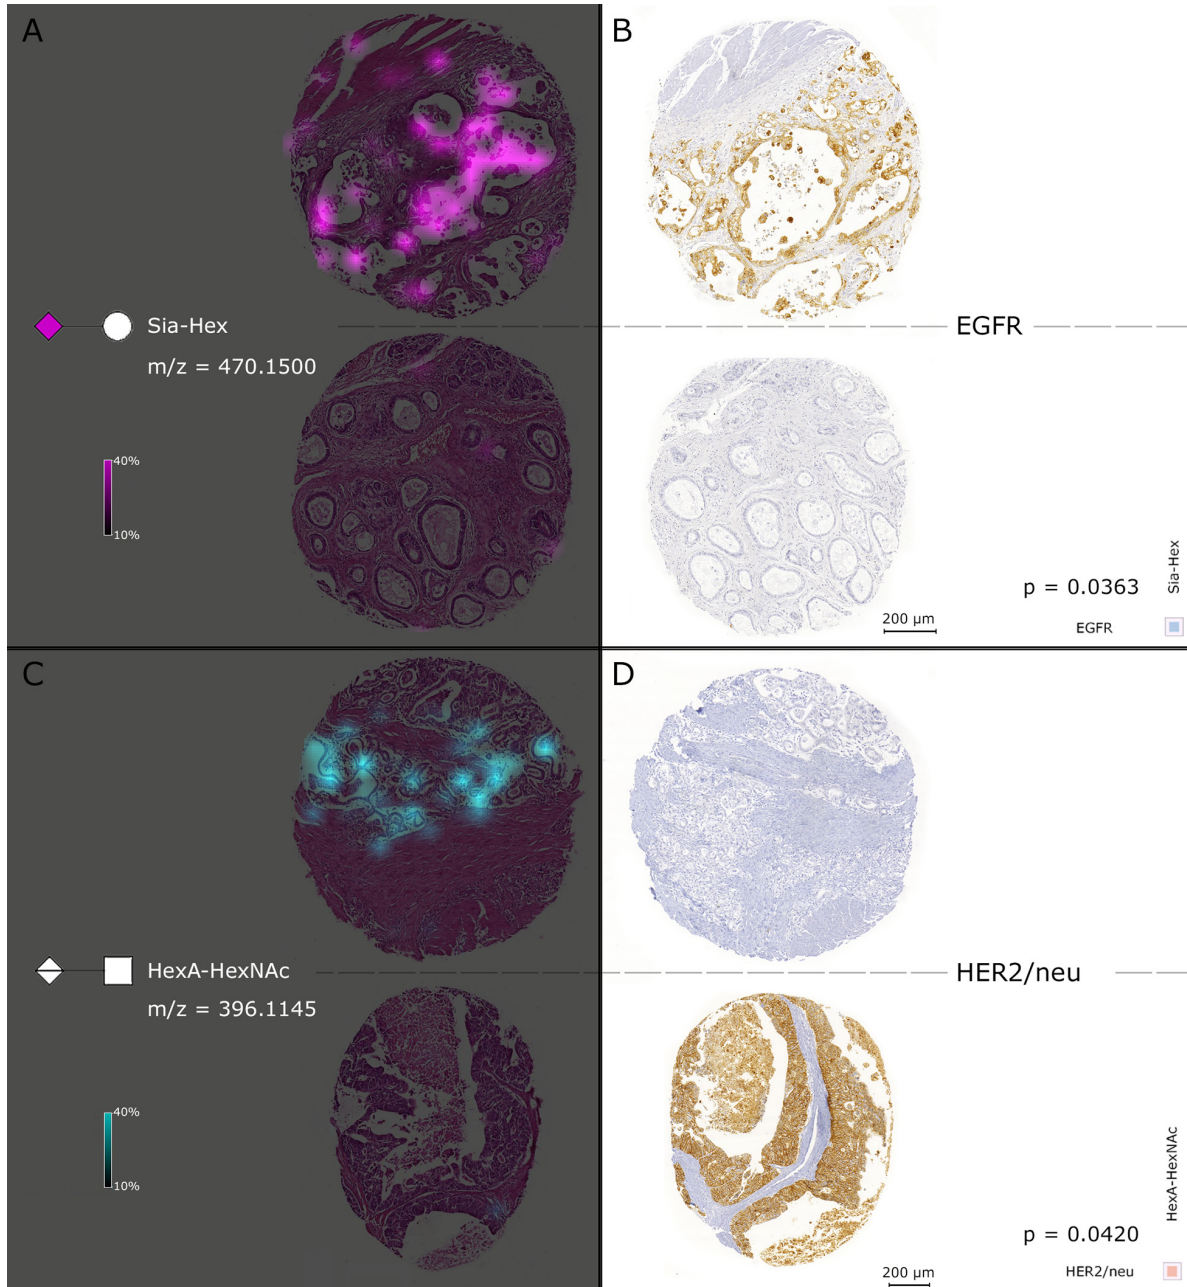 A
B
Sia-Hex
m/z = 470.1500
40%
10%
EGFR
p = 0.0363
Sia-Hex
200 µm
EGFR
C
D
HexA-HexNAc
m/z = 396.1145
40%
10%
HER2/neu
p = 0.0420
HexA-HexNAc
200 µm
HER2/neu